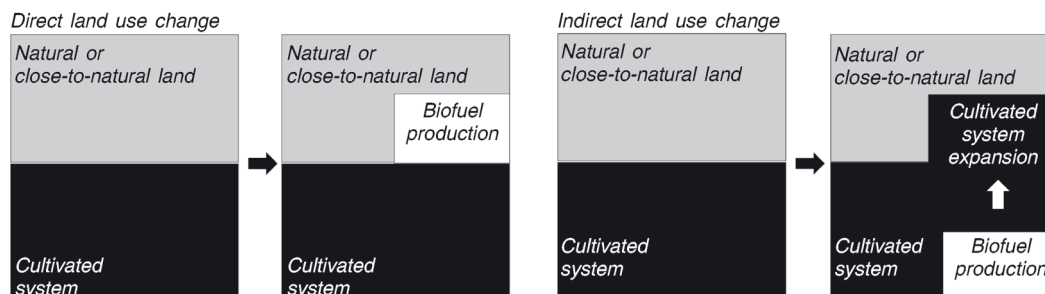 Direct land use change
Natural or
close-to-natural land
Cultivated
system
Natural or
close-to-natural land
Biofuel
production
Cultivated
system
Indirect land use change
Natural or
close-to-natural land
Cultivated
system
Natural or
close-to-natural land
Cultivated
system
expansion
Cultivated
system
Biofuel
production